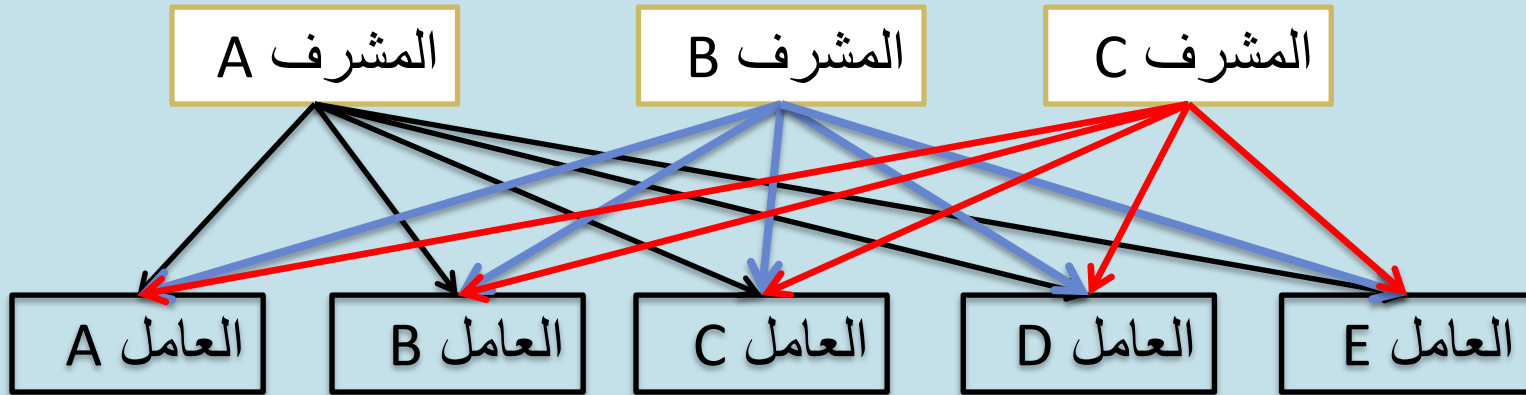 المشرف A
المشرف B
المشرف C
العامل A
العامل B
العامل C
العامل D
العامل E